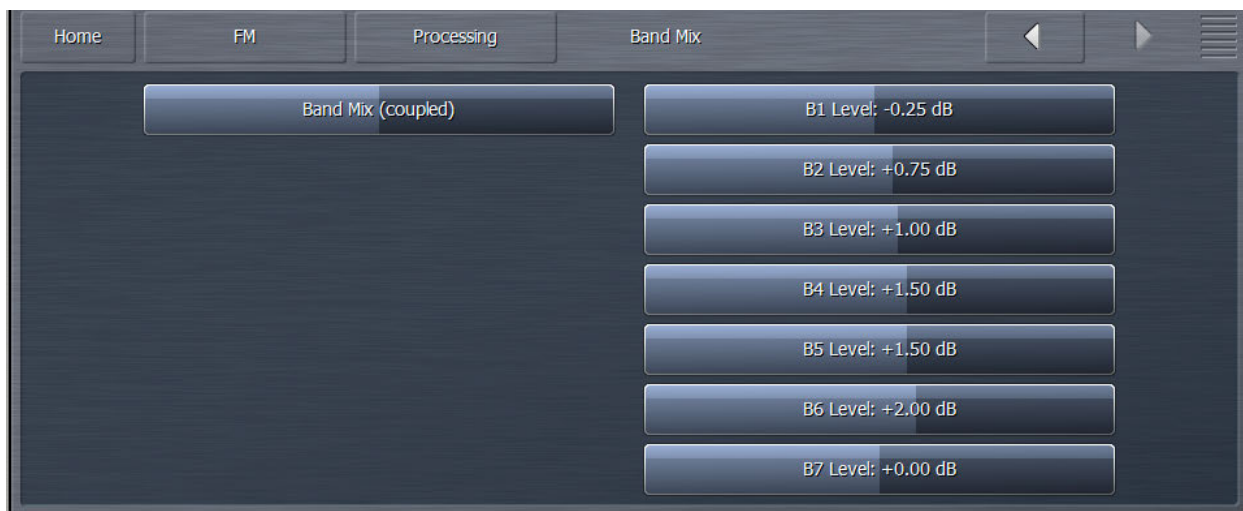 Home FM Processing Band Mix
Band Mix (coupled)
B1 Level: -0.25 dB
B2 Level: +0.75 dB
B3 Level: +1.00 dB
B4 Level: +1.50 dB
B5 Level: +1.50 dB
B6 Level: +2.00 dB
B7 Level: +0.00 dB